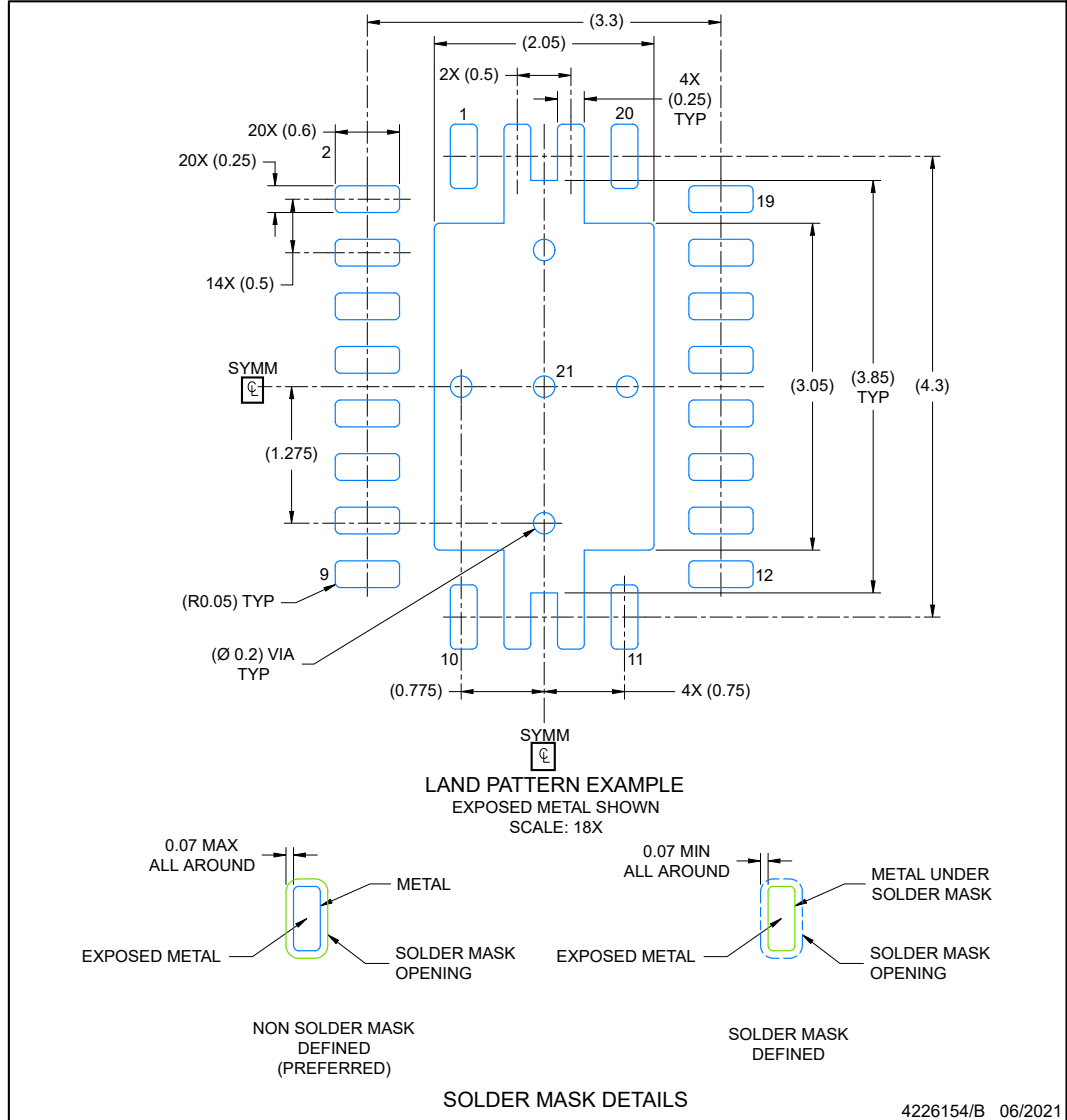 (3.3)
(2.05)
2X (0.5)
4X
(0.25)
TYP
20X (0.6)
1
20
2
20X (0.25)
19
14X (0.5)
SYMM
℄
21
(3.05)
(3.85)
TYP
(4.3)
(1.275)
9
12
(R0.05) TYP
(Ø 0.2) VIA
TYP
10
11
(0.775)
4X (0.75)
SYMM
℄
LAND PATTERN EXAMPLE
EXPOSED METAL SHOWN
SCALE: 18X
0.07 MAX
ALL AROUND
METAL
EXPOSED METAL
SOLDER MASK
OPENING
NON SOLDER MASK
DEFINED
(PREFERRED)
0.07 MIN
ALL AROUND
METAL UNDER
SOLDER MASK
EXPOSED METAL
SOLDER MASK
OPENING
SOLDER MASK
DEFINED
SOLDER MASK DETAILS
4226154/B 06/2021